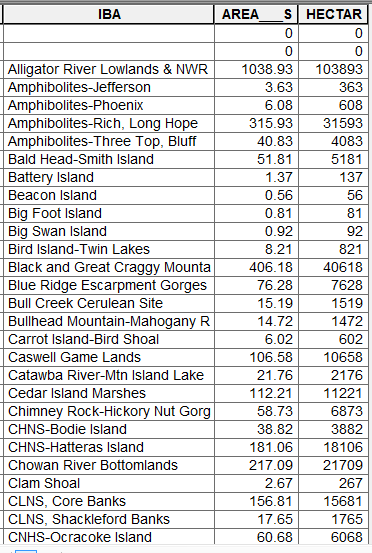 IBA AREA___S HECTAR
0 0
0 0
Alligator River Lowlands & NWR 1038.93 103893
Amphibolites-Jefferson 3.63 363
Amphibolites-Phoenix 6.08 608
Amphibolites-Rich, Long Hope 315.93 31593
Amphibolites-Three Top, Bluff 40.83 4083
Bald Head-Smith Island 51.81 5181
Battery Island 1.37 137
Beacon Island 0.56 56
Big Foot Island 0.81 81
Big Swan Island 0.92 92
Bird Island-Twin Lakes 8.21 821
Black and Great Craggy Mounta 406.18 40618
Blue Ridge Escarpment Gorges 76.28 7628
Bull Creek Cerulean Site 15.19 1519
Bullhead Mountain-Mahogany R 14.72 1472
Carrot Island-Bird Shoal 6.02 602
Caswell Game Lands 106.58 10658
Catawba River-Mtn Island Lake 21.76 2176
Cedar Island Marshes 112.21 11221
Chimney Rock-Hickory Nut Gorg 58.73 6873
CHNS-Bodie Island 38.82 3882
CHNS-Hatteras Island 181.06 18106
Chowan River Bottomlands 217.09 21709
Clam Shoal 2.67 267
CLNS, Core Banks 156.81 15681
CLNS, Shackleford Banks 17.65 1765
CNHS-Ocracoke Island 60.68 6068